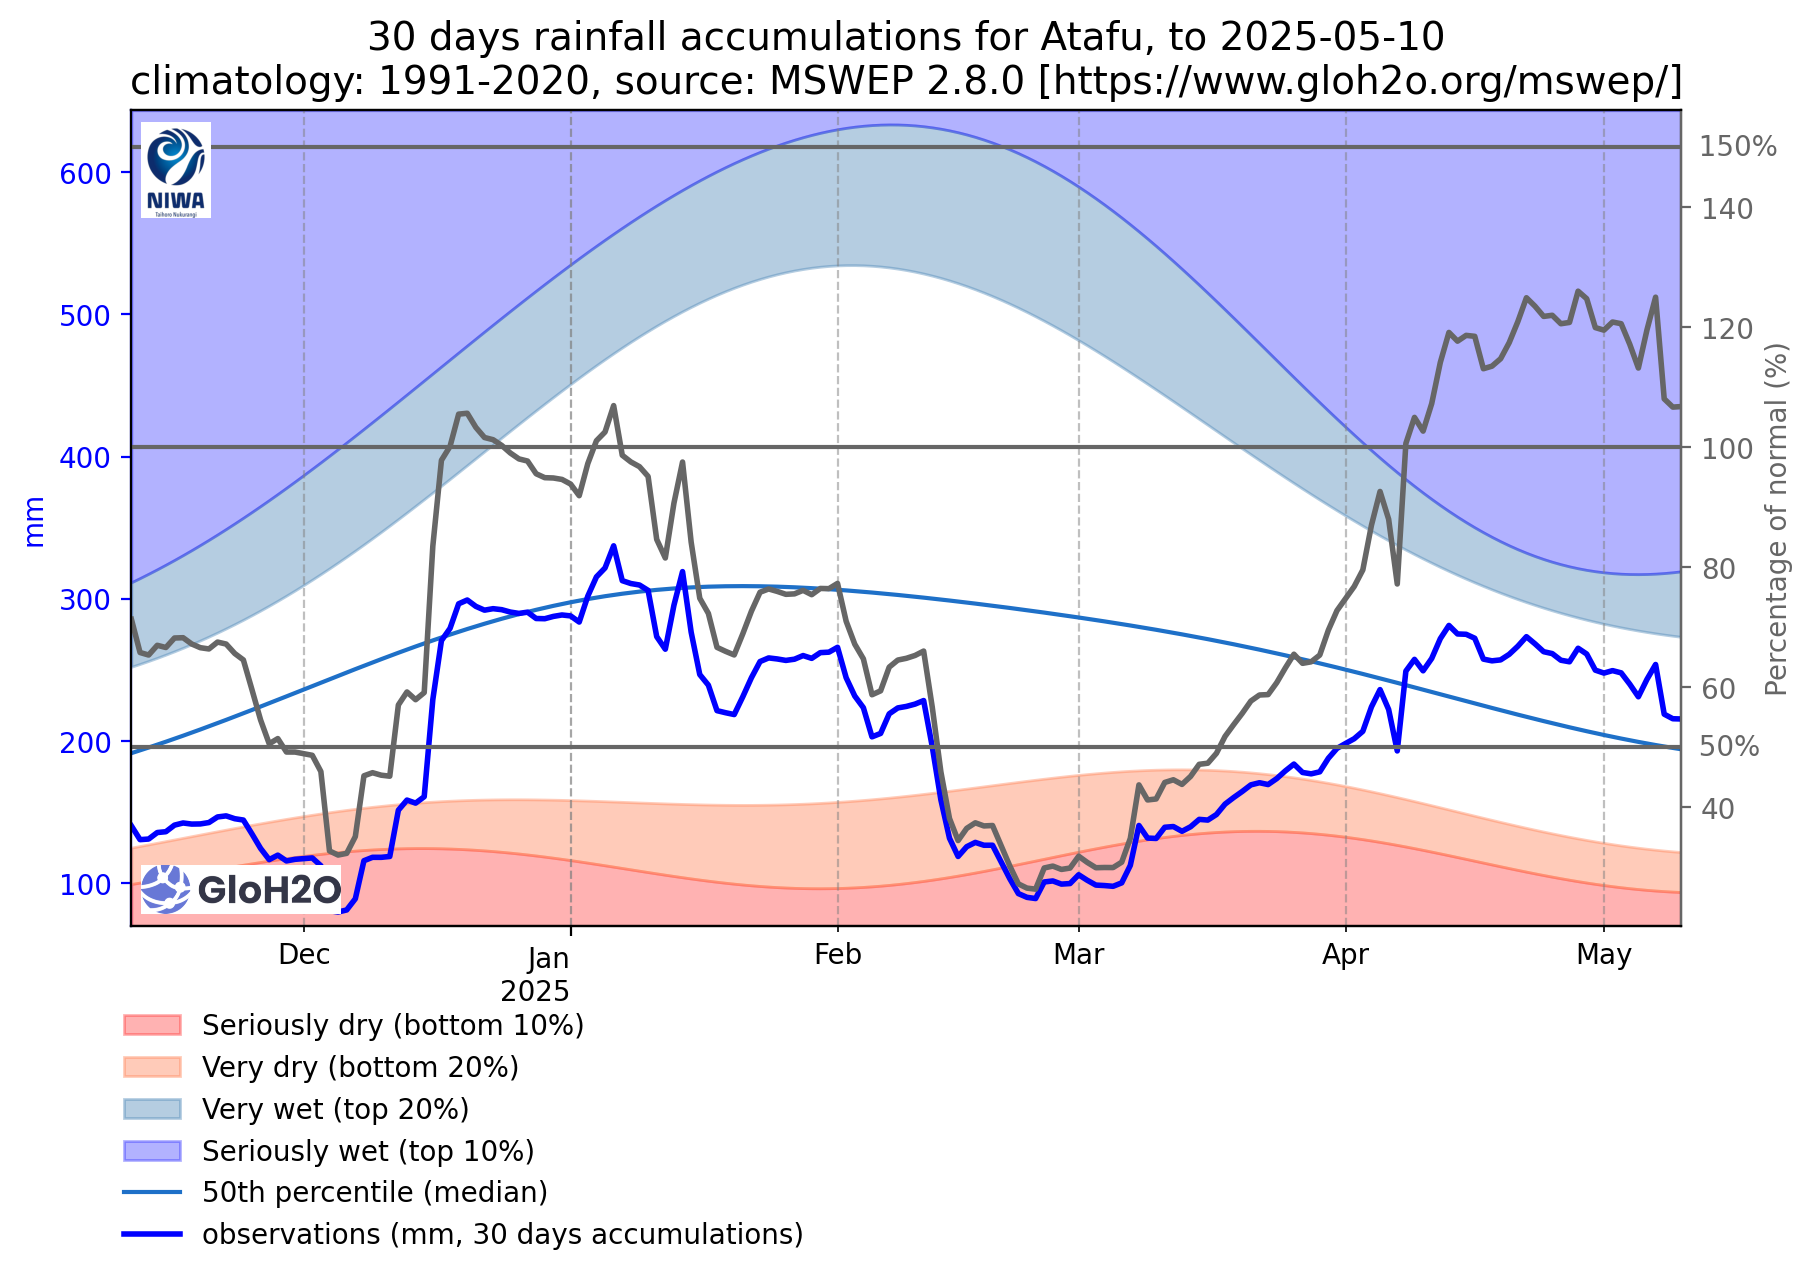 30 days rainfall accumulations for Atafu, to 2025-05-10
climatology: 1991-2020, source: MSWEP 2.8.0 [https://www.gloh2o.org/mswep/]
NIWA
Taihoro Nukurangi
600
500
400
300
200
100
mm
150%
140
120
100
80
60
50%
40
Percentage of normal (%)
GloH2O
Dec
Jan
2025
Feb
Mar
Apr
May
Seriously dry (bottom 10%)
Very dry (bottom 20%)
Very wet (top 20%)
Seriously wet (top 10%)
50th percentile (median)
observations (mm, 30 days accumulations)